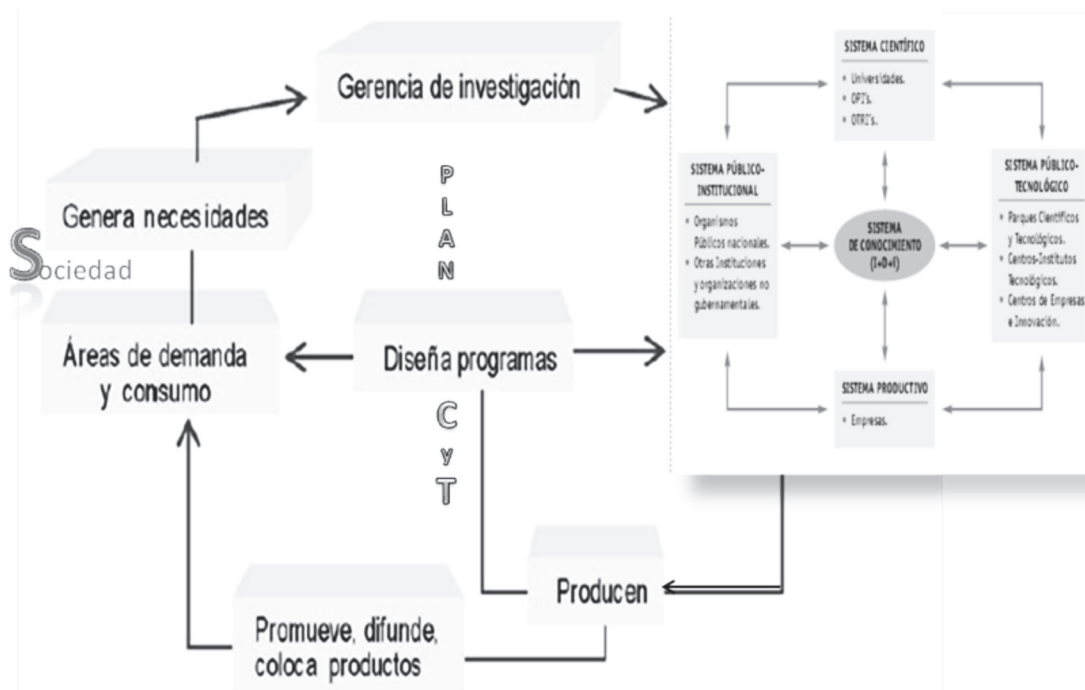 Gerencia de investigación
Genera necesidades
Sociedad
Áreas de demanda
y consumo
PLAN
CyT
Diseña programas
Producen
Promueve, difunde,
coloca productos
SISTEMA CIENTÍFICO
• Universidades.
• OPI's.
• OTRI's.
SISTEMA PÚBLICO-
INSTITUCIONAL
• Organismos
Públicos nacionales.
• Otras Instituciones
y organizaciones no
gubernamentales.
SISTEMA
DE CONOCIMIENTO
(I+D+I)
SISTEMA PÚBLICO-
TECNOLÓGICO
• Parques Científicos
y Tecnológicos.
• Centros-Institutos
Tecnológicos.
• Centros de Empresas
e Innovación.
SISTEMA PRODUCTIVO
• Empresas.